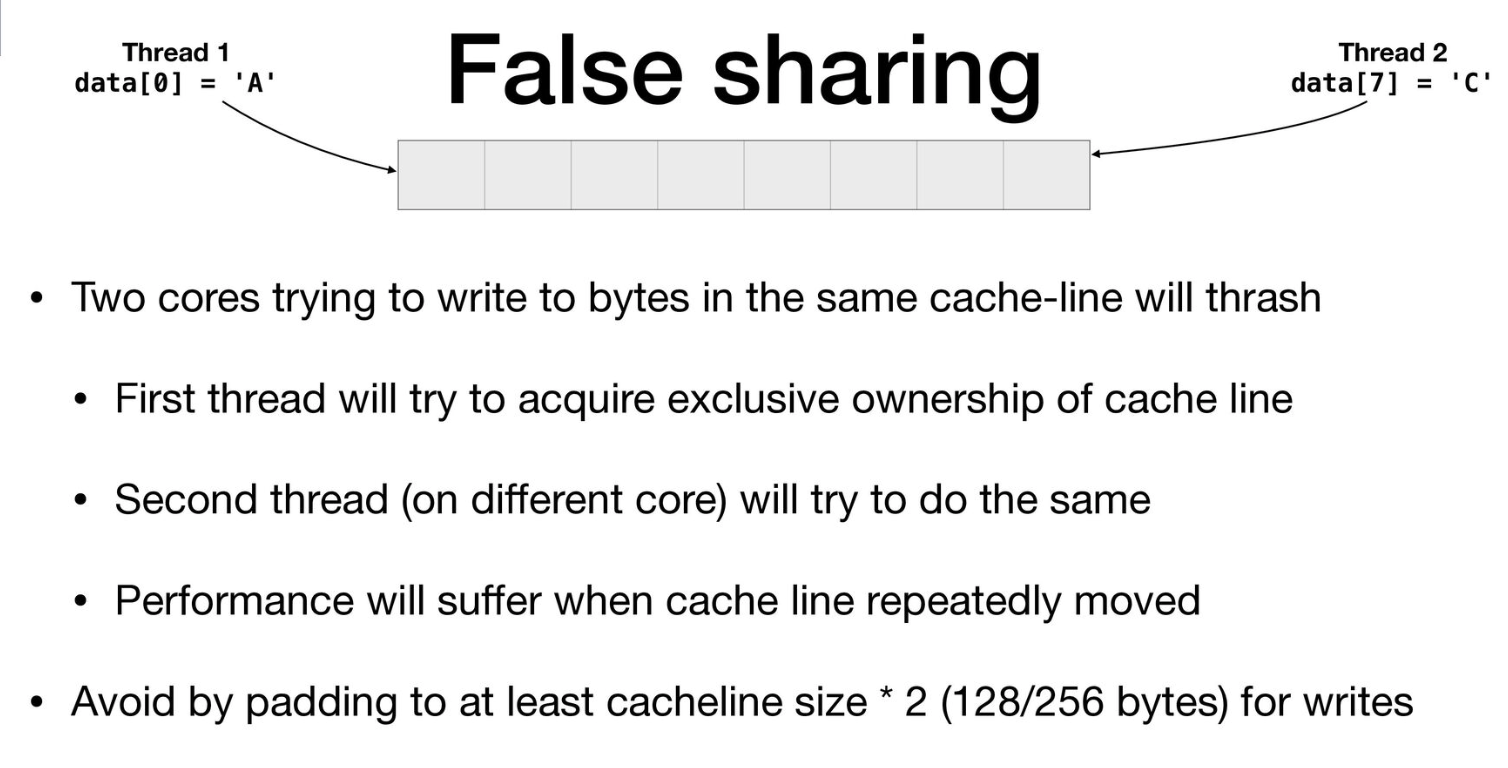 False sharing
Thread 1
data[0] = 'A'
Thread 2
data[7] = 'C'
• Two cores trying to write to bytes in the same cache-line will thrash
• First thread will try to acquire exclusive ownership of cache line
• Second thread (on different core) will try to do the same
• Performance will suffer when cache line repeatedly moved
• Avoid by padding to at least cacheline size * 2 (128/256 bytes) for writes